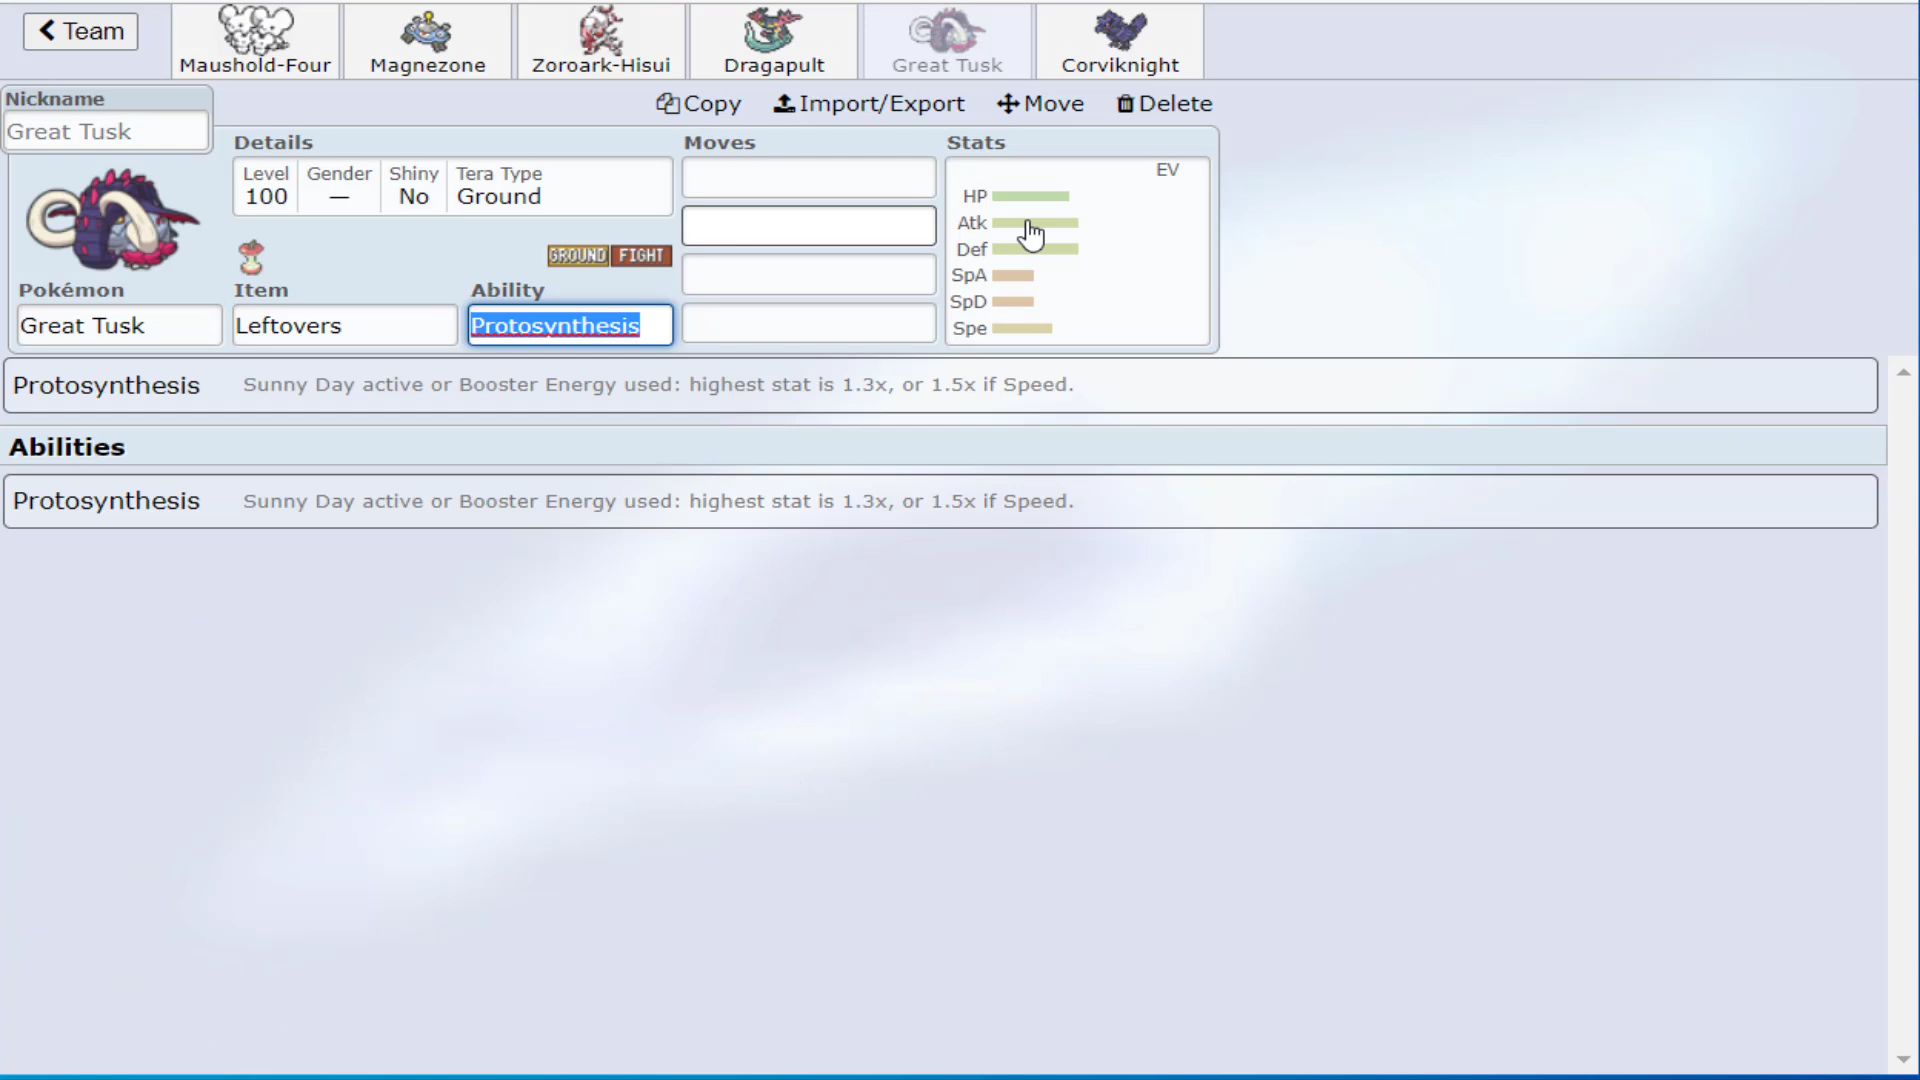 Team
Maushold-Four
Magnezone
Zoroark-Hisui
Dragapult
Great Tusk
Corviknight
Copy
Import/Export
Move
Delete
Nickname
Great Tusk
Details
Level
100
Gender
—
Shiny
No
Tera Type
Ground
GROUND FIGHT
Pokémon
Great Tusk
Item
Leftovers
Ability
Protosynthesis
Moves
Stats
EV
HP
Atk
Def
SpA
SpD
Spe
Protosynthesis Sunny Day active or Booster Energy used: highest stat is 1.3x, or 1.5x if Speed.
Abilities
Protosynthesis Sunny Day active or Booster Energy used: highest stat is 1.3x, or 1.5x if Speed.